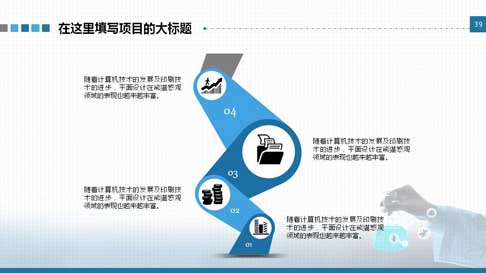 在这里填写项目的大标题
39
随着计算机技术的发展及印刷技
术的进步，平面设计在视温感观
领域的表现也越来越丰富。
04
随着计算机技术的发展及印刷技
术的进步，平面设计在视温感观
领域的表现也越来越丰富。
03
随着计算机技术的发展及印刷技
术的进步，平面设计在视温感观
领域的表现也越来越丰富。
02
随着计算机技术的发展及印刷技
术的进步，平面设计在视温感观
领域的表现也越来越丰富。
01